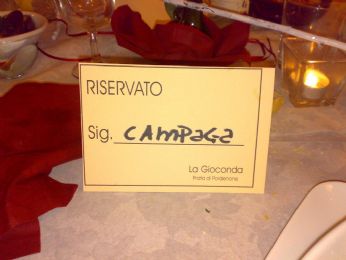 RISERVATO
Sig. CAMPAGA
La Gioconda
Prata di Pordenone